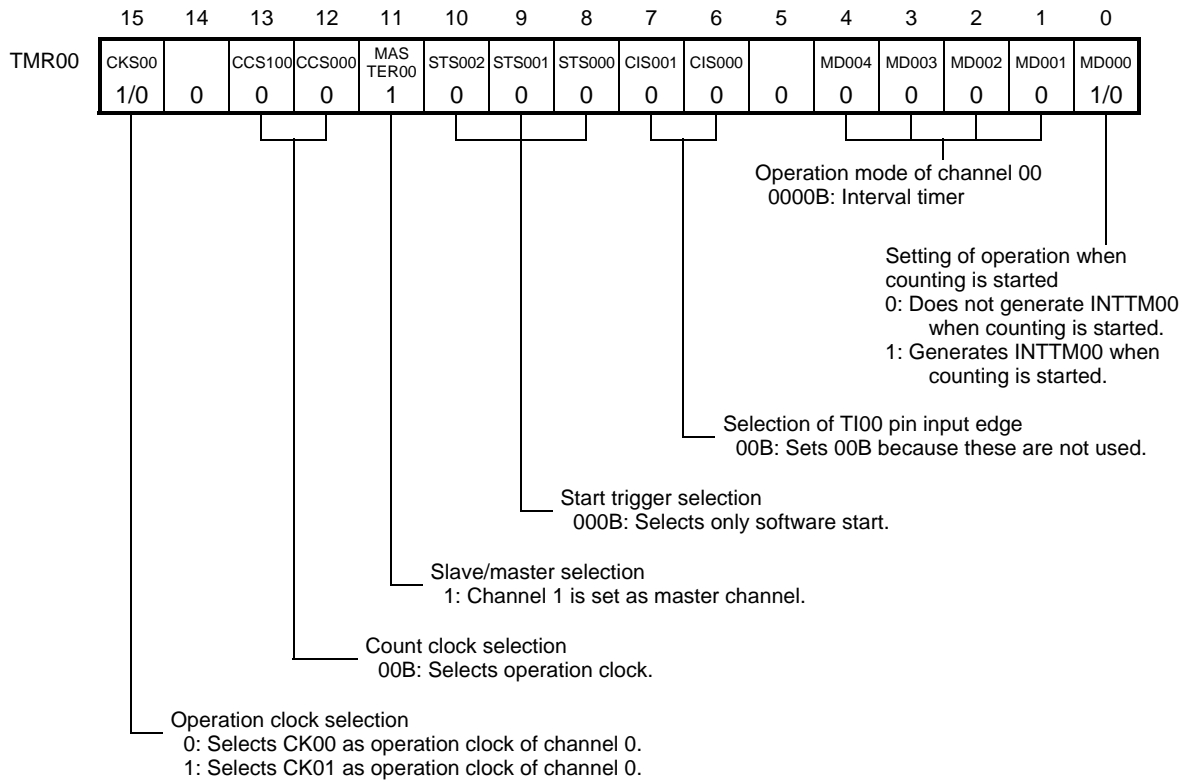 15 14 13 12 11 10 9 8 7 6 5 4 3 2 1 0
TMR00 CKS00 CCS100 CCS000 MAS TER00 STS002 STS001 STS000 CIS001 CIS000 MD004 MD003 MD002 MD001 MD000
1/0 0 0 0 1 0 0 0 0 0 0 0 0 0 0 1/0
Operation mode of channel 00
0000B: Interval timer
Setting of operation when
counting is started
0: Does not generate INTTM00
when counting is started.
1: Generates INTTM00 when
counting is started.
Selection of TI00 pin input edge
00B: Sets 00B because these are not used.
Start trigger selection
000B: Selects only software start.
Slave/master selection
1: Channel 1 is set as master channel.
Count clock selection
00B: Selects operation clock.
Operation clock selection
0: Selects CK00 as operation clock of channel 0.
1: Selects CK01 as operation clock of channel 0.